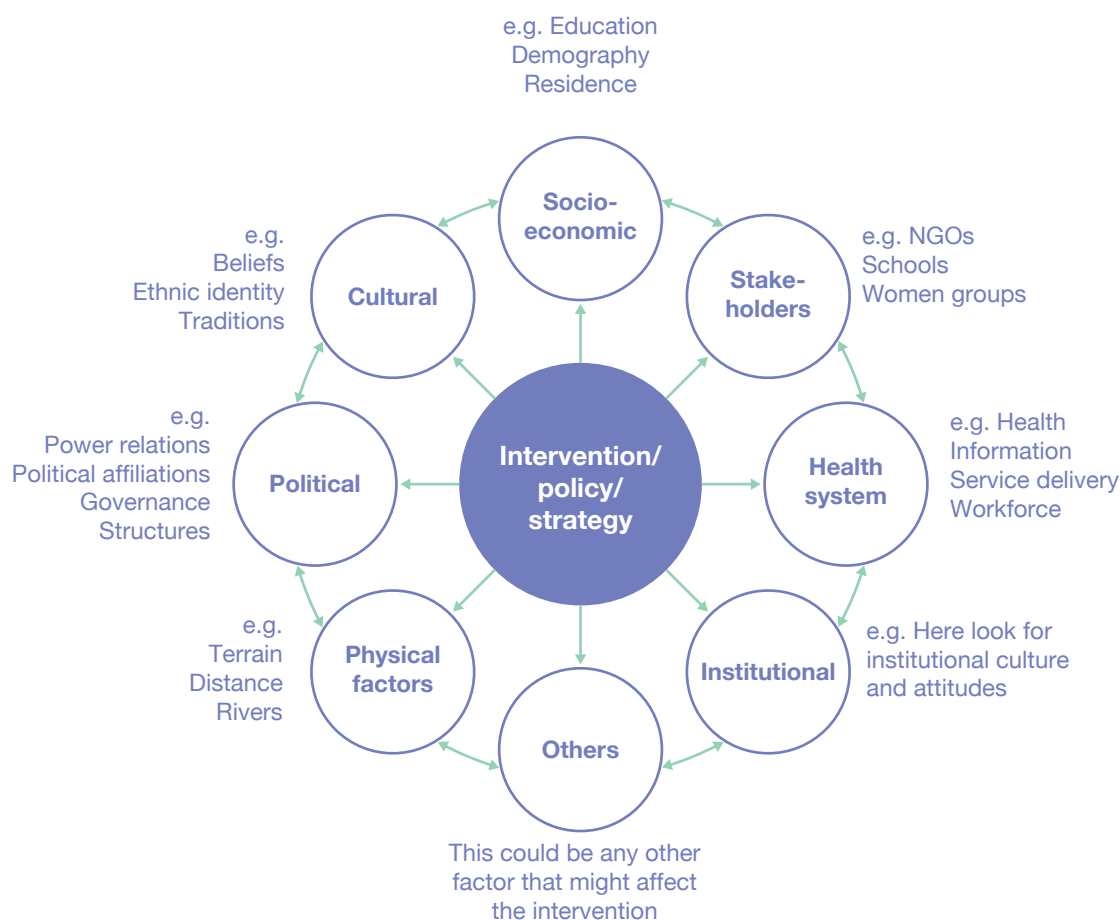 e.g. Education
Demography
Residence
Socio-
economic
e.g.
Beliefs
Ethnic identity
Traditions
Cultural
Stake-
holders
e.g. NGOs
Schools
Women groups
e.g.
Power relations
Political affiliations
Governance
Structures
Political
Intervention/
policy/
strategy
Health
system
e.g. Health
Information
Service delivery
Workforce
e.g.
Terrain
Distance
Rivers
Physical
factors
Institutional
e.g. Here look for
institutional culture
and attitudes
Others
This could be any other
factor that might affect
the intervention